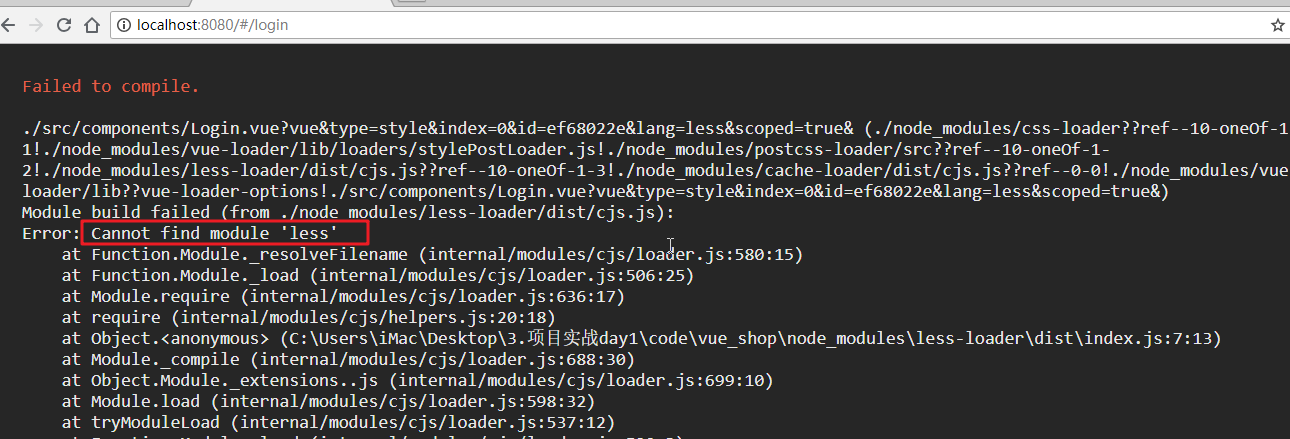 localhost:8080/#/login
Failed to compile.
./src/components/Login.vue?vue&type=style&index=0&id=ef68022e&lang=less&scoped=true& (./node_modules/css-loader??ref--10-oneOf-1
1!./node_modules/vue-loader/lib/loaders/stylePostLoader.js!./node_modules/postcss-loader/src??ref--10-oneOf-1-
2!./node_modules/less-loader/dist/cjs.js??ref--10-oneOf-1-3!./node_modules/cache-loader/dist/cjs.js??ref--0-0!./node_modules/vue
loader/lib??vue-loader-options!./src/components/Login.vue?vue&type=style&index=0&id=ef68022e&lang=less&scoped=true&)
Module build failed (from ./node_modules/less-loader/dist/cjs.js):
Error: Cannot find module 'less'
at Function.Module._resolveFilename (internal/modules/cjs/loader.js:580:15)
at Function.Module._load (internal/modules/cjs/loader.js:506:25)
at Module.require (internal/modules/cjs/loader.js:636:17)
at require (internal/modules/cjs/helpers.js:20:18)
at Object.<anonymous> (C:\Users\iMac\Desktop\3.项目实战day1\code\vue_shop\node_modules\less-loader\dist\index.js:7:13)
at Module._compile (internal/modules/cjs/loader.js:688:30)
at Object.Module._extensions..js (internal/modules/cjs/loader.js:699:10)
at Module.load (internal/modules/cjs/loader.js:598:32)
at tryModuleLoad (internal/modules/cjs/loader.js:537:12)